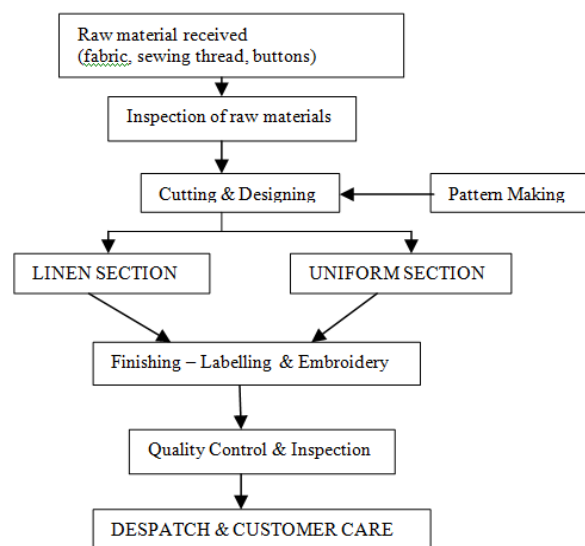 Raw material received
(fabric, sewing thread, buttons)
Inspection of raw materials
Cutting & Designing
Pattern Making
LINEN SECTION
UNIFORM SECTION
Finishing – Labelling & Embroidery
Quality Control & Inspection
DESPATCH & CUSTOMER CARE